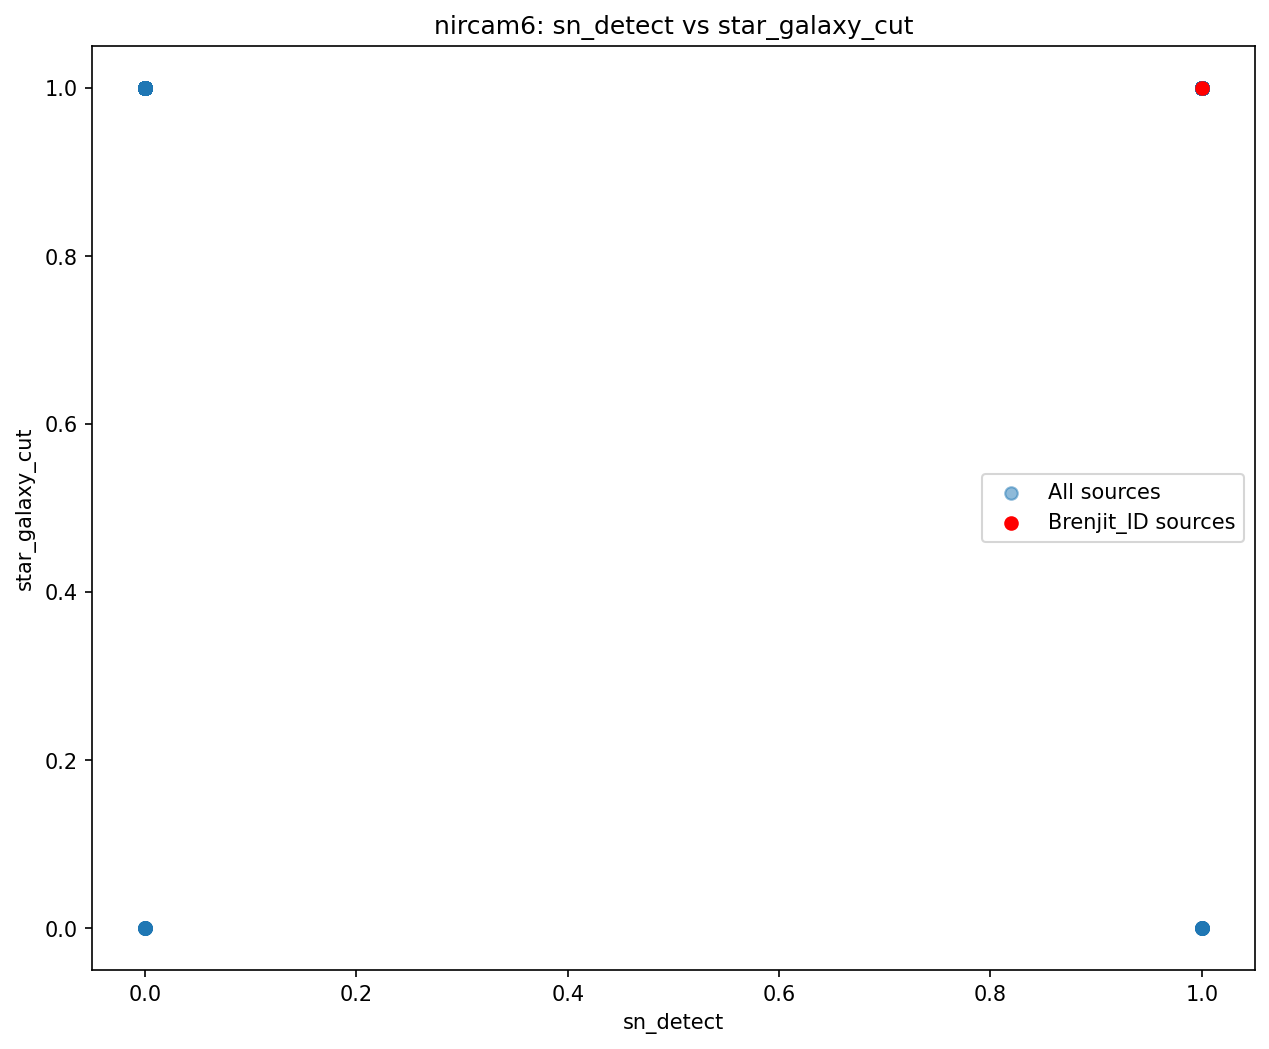 nircam6: sn_detect vs star_galaxy_cut
1.0
0.8
0.6
0.4
0.2
0.0
star_galaxy_cut
All sources
Brenjit_ID sources
0.0 0.2 0.4 0.6 0.8 1.0
sn_detect